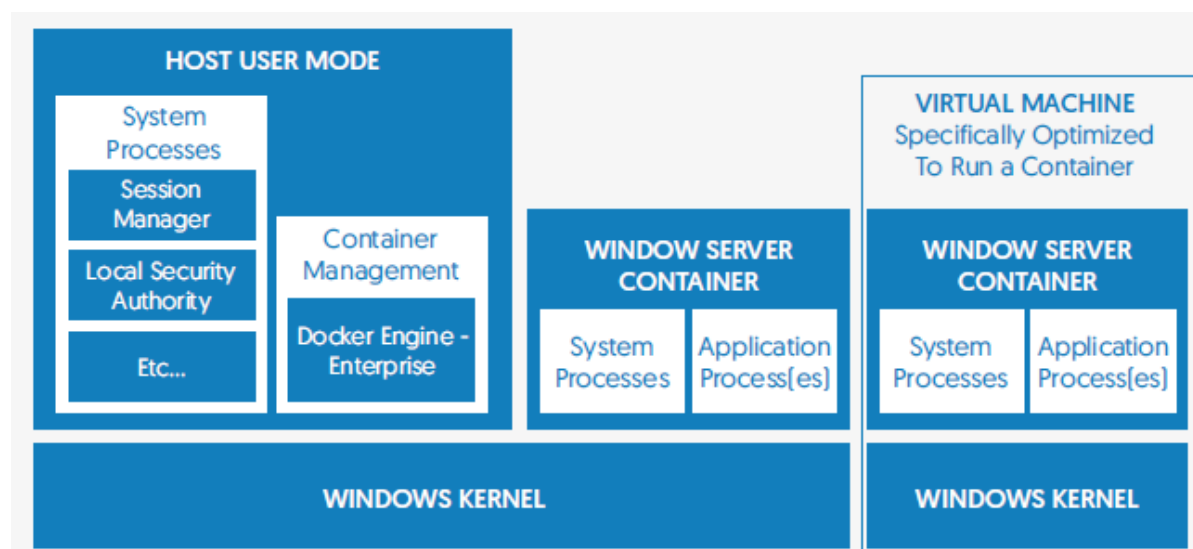 HOST USER MODE
System
Processes
Session
Manager
Local Security
Authority
Etc...
Container
Management
Docker Engine -
Enterprise
WINDOW SERVER
CONTAINER
System
Processes
Application
Process(es)
VIRTUAL MACHINE
Specifically Optimized
To Run a Container
WINDOW SERVER
CONTAINER
System
Processes
Application
Process(es)
WINDOWS KERNEL
WINDOWS KERNEL